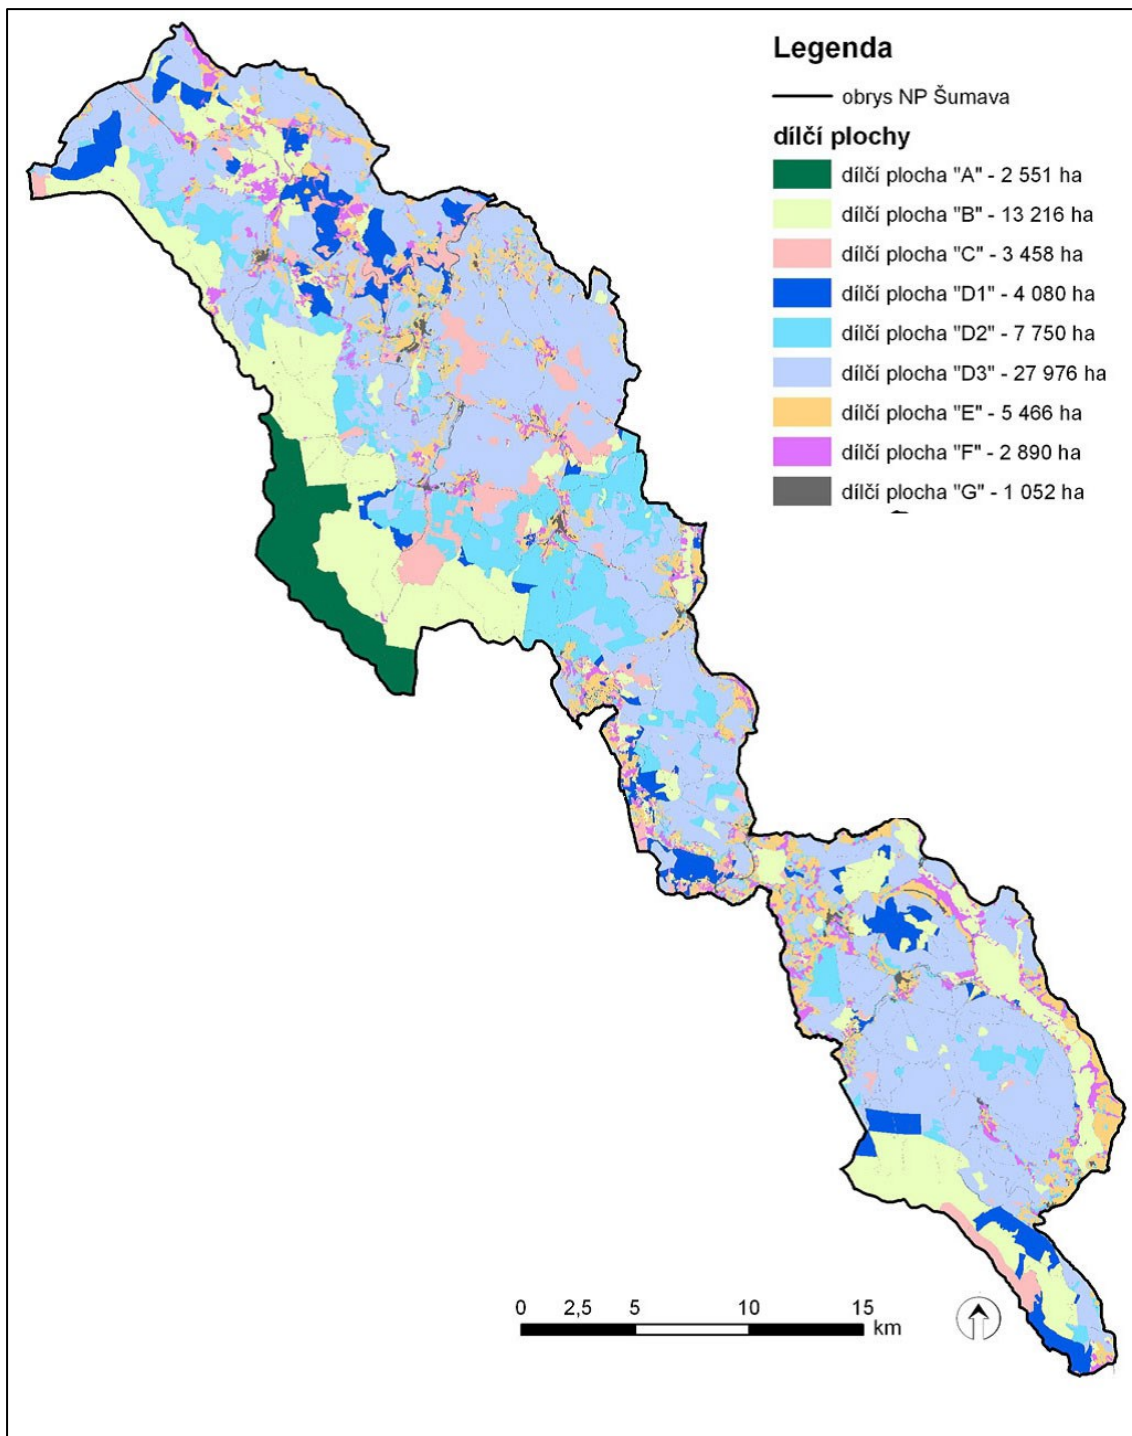 Legenda
obrys NP Šumava
dílčí plochy
dílčí plocha "A" - 2 551 ha
dílčí plocha "B" - 13 216 ha
dílčí plocha "C" - 3 458 ha
dílčí plocha "D1" - 4 080 ha
dílčí plocha "D2" - 7 750 ha
dílčí plocha "D3" - 27 976 ha
dílčí plocha "E" - 5 466 ha
dílčí plocha "F" - 2 890 ha
dílčí plocha "G" - 1 052 ha
0 2,5 5 10 15
km